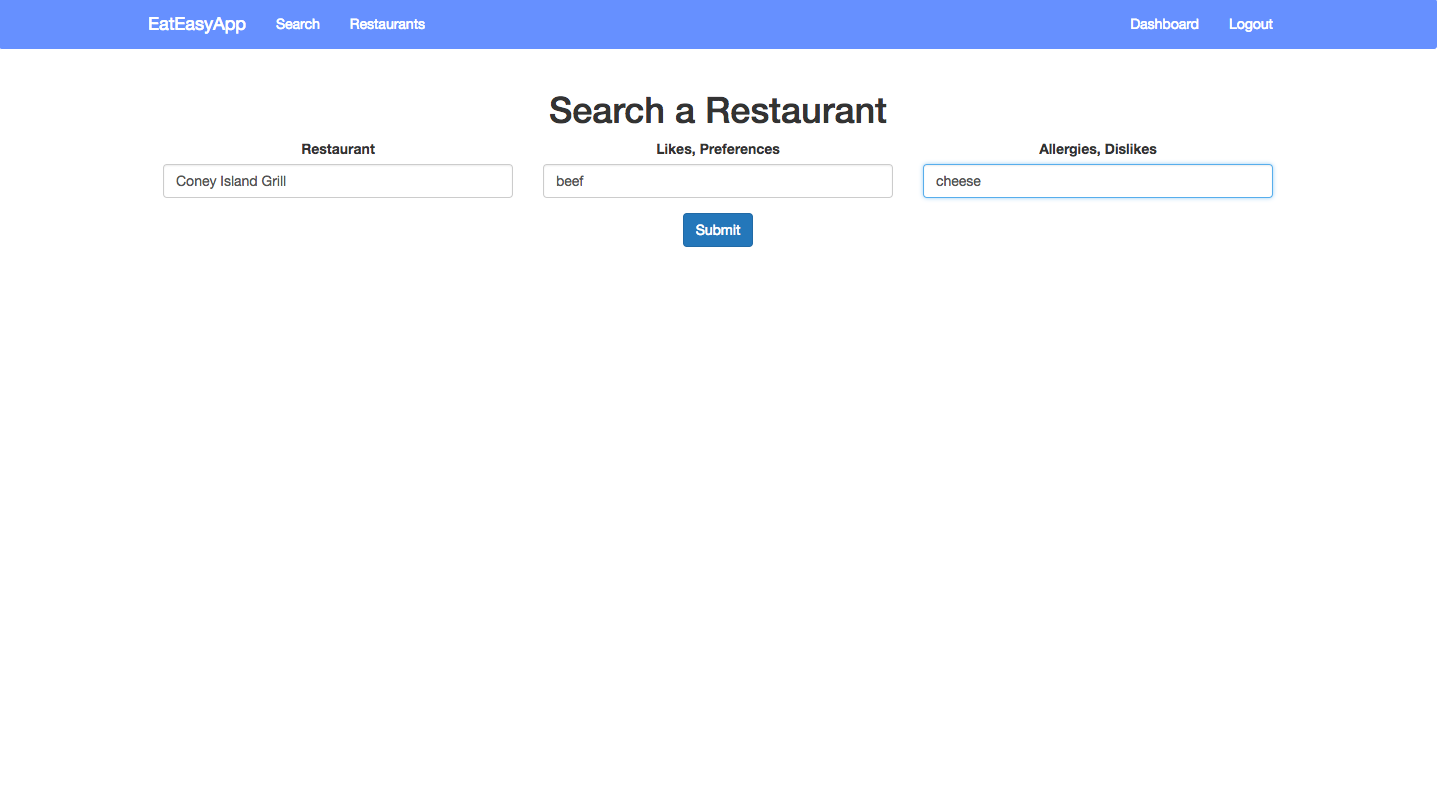 EatEasyApp Search Restaurants Dashboard Logout
Search a Restaurant
Restaurant Likes, Preferences Allergies, Dislikes
Coney Island Grill beef cheese
Submit